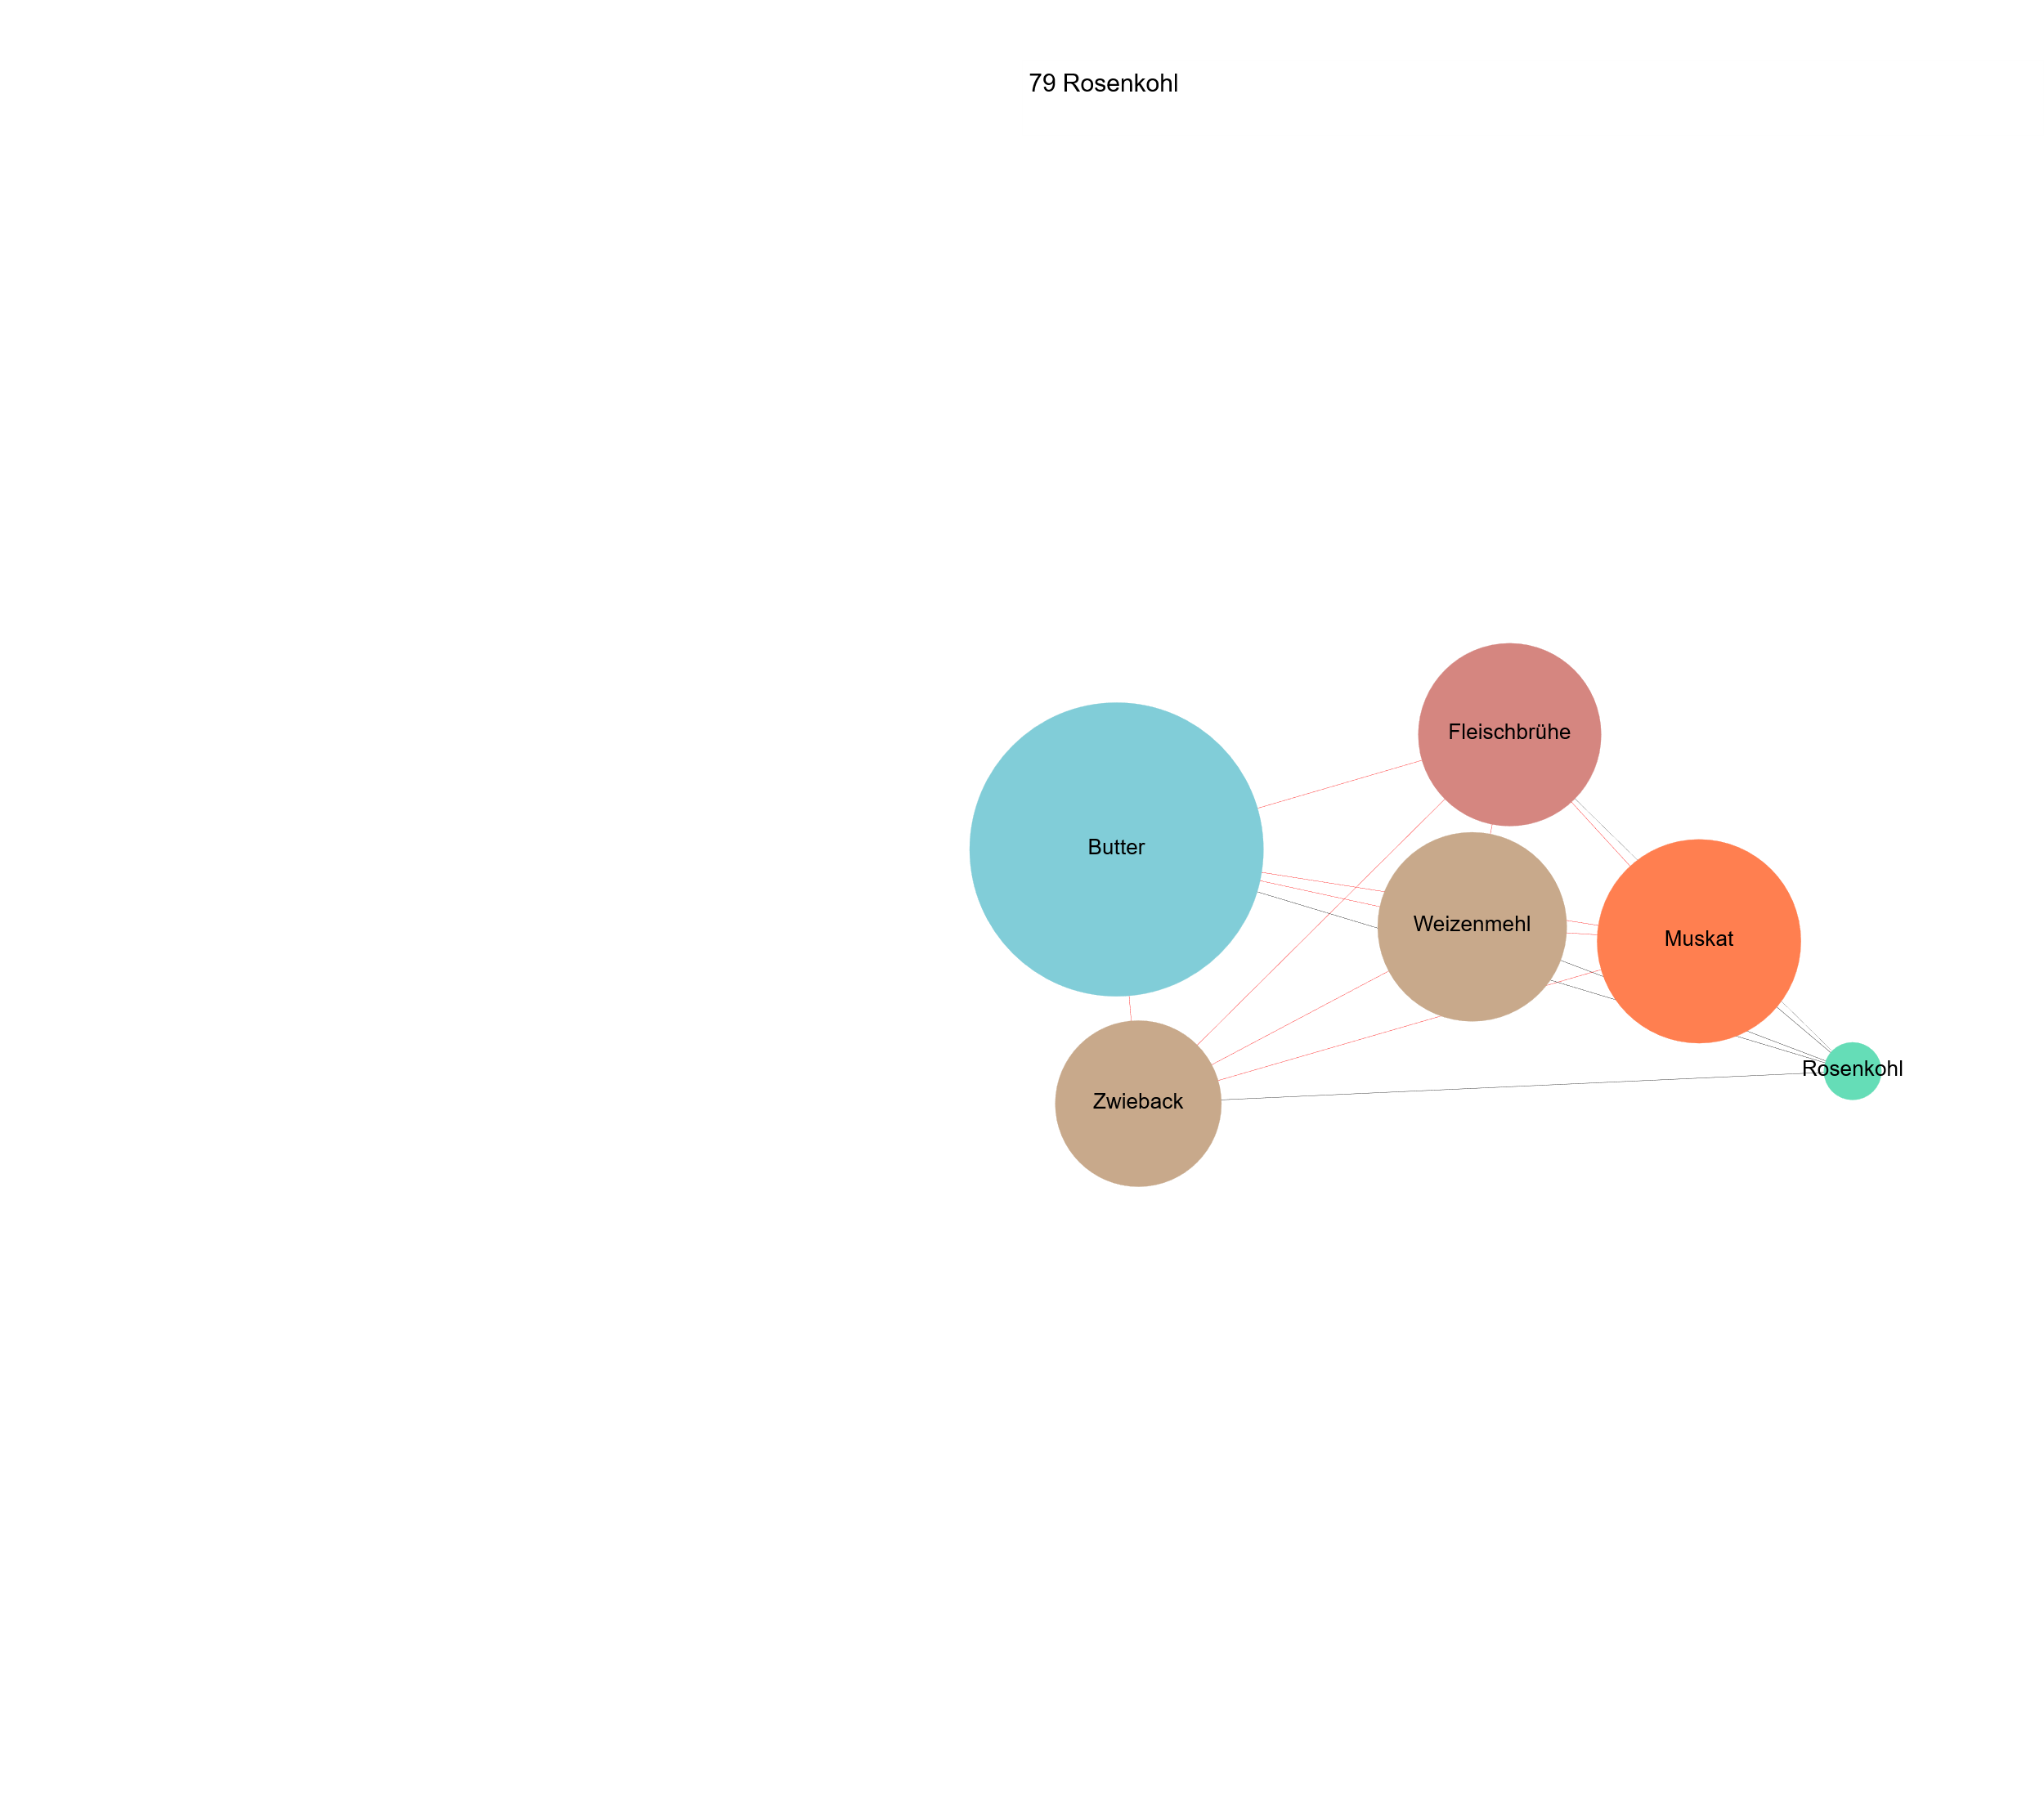 79 Rosenkohl
Fleischbrühe
Butter
Weizenmehl
Muskat
Rosenkohl
Zwieback